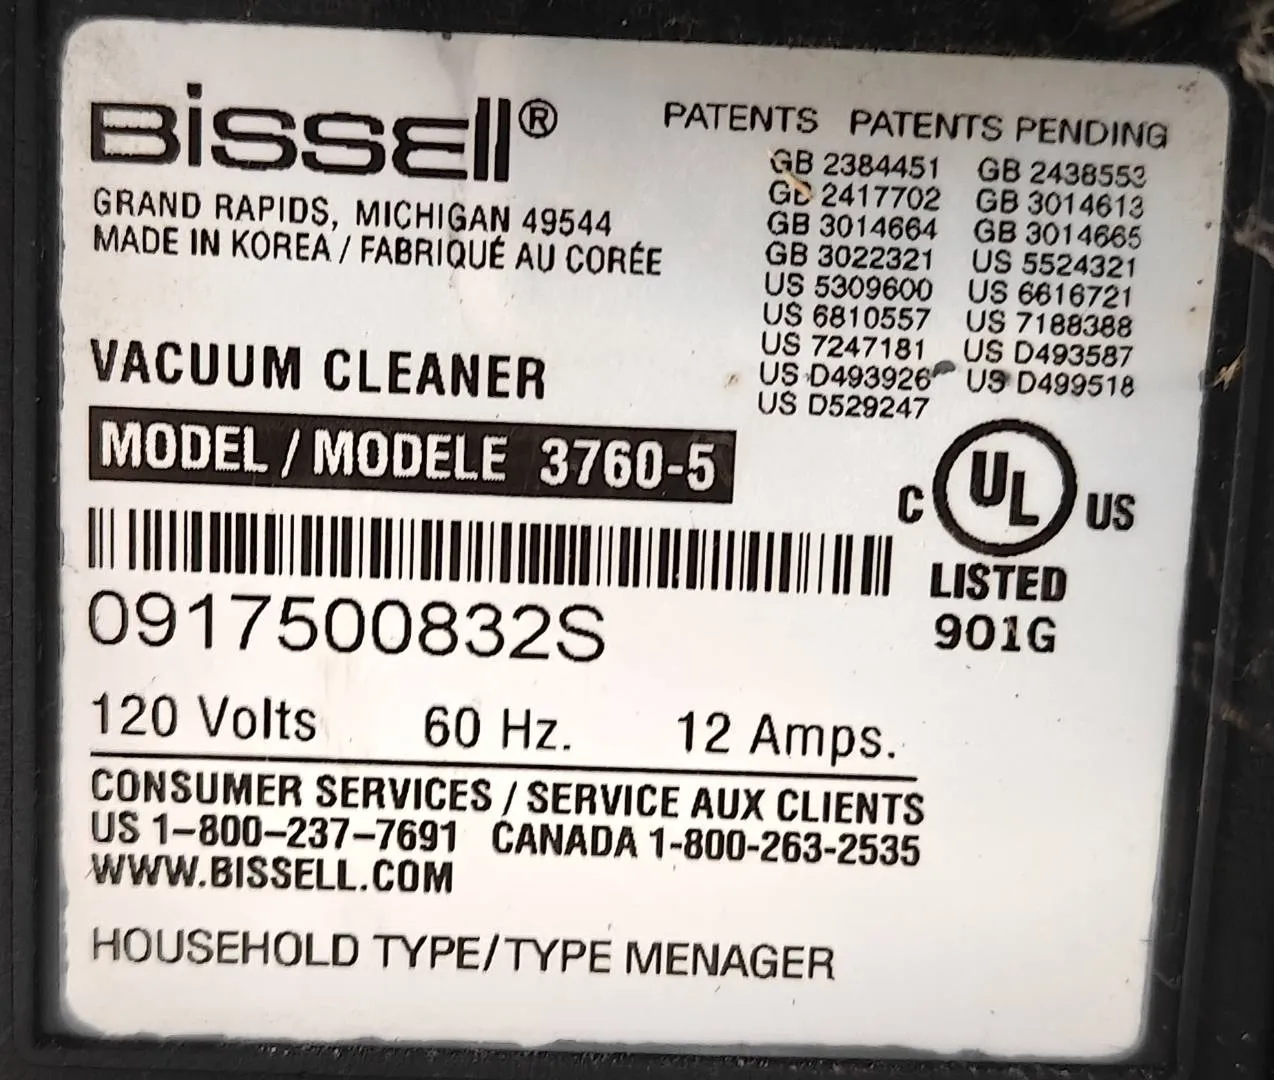 BISSELL®
GRAND RAPIDS, MICHIGAN 49544
MADE IN KOREA / FABRIQUÉ AU CORÉE
PATENTS PATENTS PENDING
GB 2384451 GB 2438553
GB 2417702 GB 3014613
GB 3014664 GB 3014665
GB 3022321 US 5524321
US 5309600 US 6616721
US 6810557 US 7188388
US 7247181 US D493587
US D493926 US D499518
US D529247
VACUUM CLEANER
MODEL / MODELE 3760-5
0917500832S
C UL US
LISTED
901G
120 Volts 60 Hz. 12 Amps.
CONSUMER SERVICES / SERVICE AUX CLIENTS
US 1-800-237-7691 CANADA 1-800-263-2535
WWW.BISSELL.COM
HOUSEHOLD TYPE/TYPE MENAGER